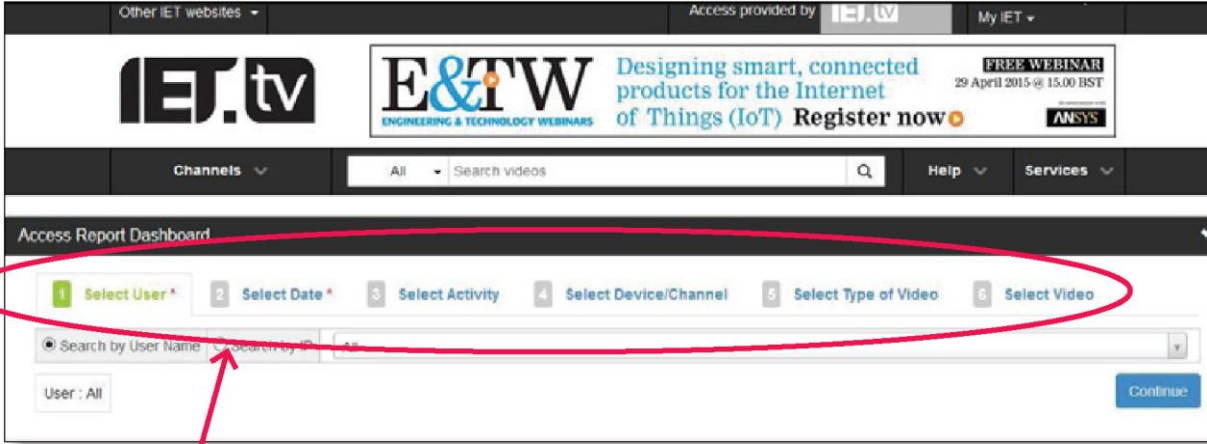 Other IET websites
Access provided by IET.tv
My IET
IET.tv
E&TW
ENGINEERING & TECHNOLOGY WEBINARS
Designing smart, connected
products for the Internet
of Things (IoT) Register now
FREE WEBINAR
29 April 2015 @ 15.00 BST
ANSYS
Channels
All Search videos
Help
Services
Access Report Dashboard
1 Select User *
2 Select Date *
3 Select Activity
4 Select Device/Channel
5 Select Type of Video
6 Select Video
Search by User Name
Search by IP
All
User : All
Continue